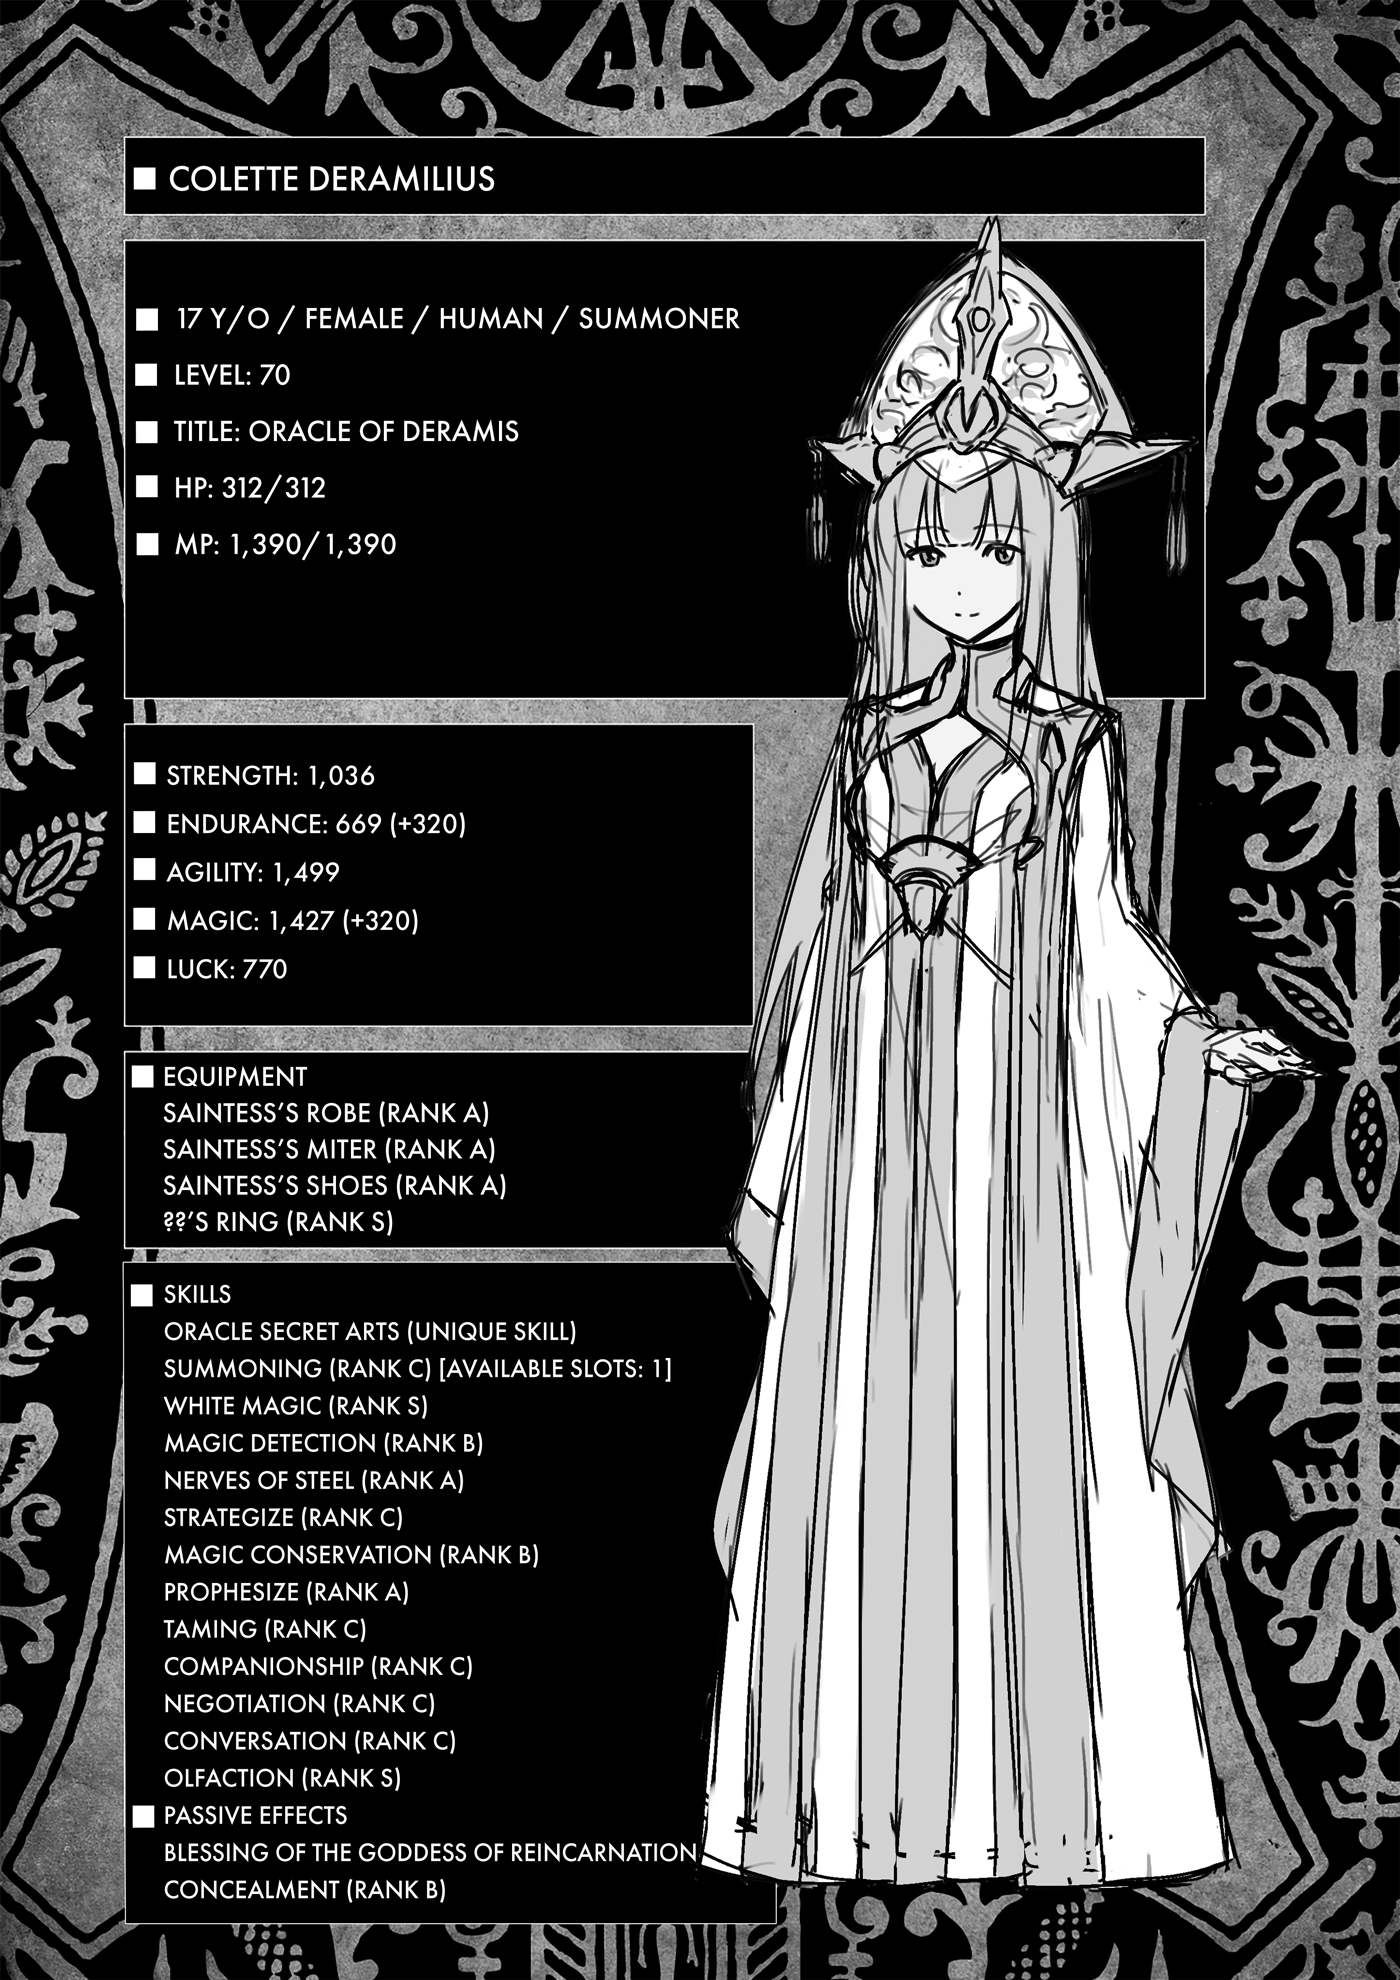 COLETTE DERAMILIUS
17 Y/O / FEMALE / HUMAN / SUMMONER
LEVEL: 70
TITLE: ORACLE OF DERAMIS
HP: 312/312
MP: 1,390/1,390
STRENGTH: 1,036
ENDURANCE: 669 (+320)
AGILITY: 1,499
MAGIC: 1,427 (+320)
LUCK: 770
EQUIPMENT
SAINTESS’S ROBE (RANK A)
SAINTESS’S MITER (RANK A)
SAINTESS’S SHOES (RANK A)
??’S RING (RANK S)
SKILLS
ORACLE SECRET ARTS (UNIQUE SKILL)
SUMMONING (RANK C) [AVAILABLE SLOTS: 1]
WHITE MAGIC (RANK S)
MAGIC DETECTION (RANK B)
NERVES OF STEEL (RANK A)
STRATEGIZE (RANK C)
MAGIC CONSERVATION (RANK B)
PROPHESIZE (RANK A)
TAMING (RANK C)
COMPANIONSHIP (RANK C)
NEGOTIATION (RANK C)
CONVERSATION (RANK C)
OLFACTION (RANK S)
PASSIVE EFFECTS
BLESSING OF THE GODDESS OF REINCARNATION
CONCEALMENT (RANK B)